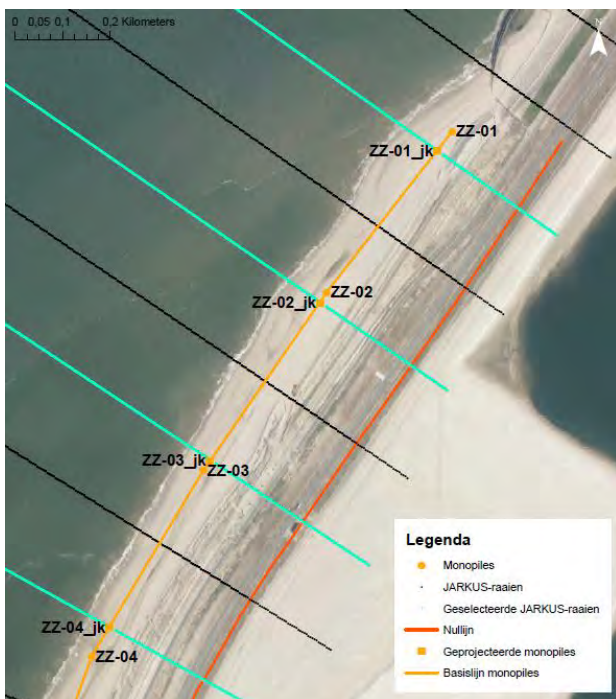 0 0,05 0,1 0,2 Kilometers
N
ZZ-01
ZZ-01_jk
ZZ-02
ZZ-02_jk
ZZ-03_jk
ZZ-03
ZZ-04_jk
ZZ-04
Legenda
Monopiles
JARKUS-raaien
Geselecteerde JARKUS-raaien
Nullijn
Geprojecteerde monopiles
Basislijn monopiles